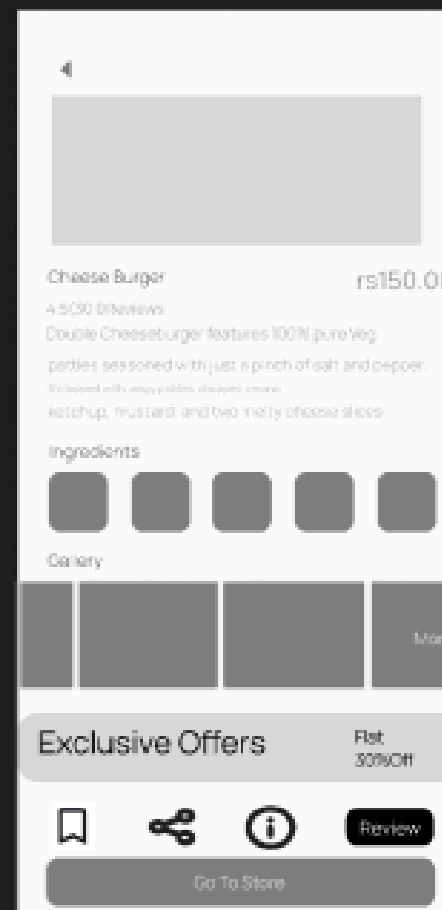 Cheese Burger
rs150.0
Double Cheeseburger features 100% pure Veg
patties seasoned with just a pinch of salt and pepper.
ketchup, mustard, and two melty cheese slices.
Ingredients
Gallery
Exclusive Offers
Flat
30%Off
Review
Go To Store